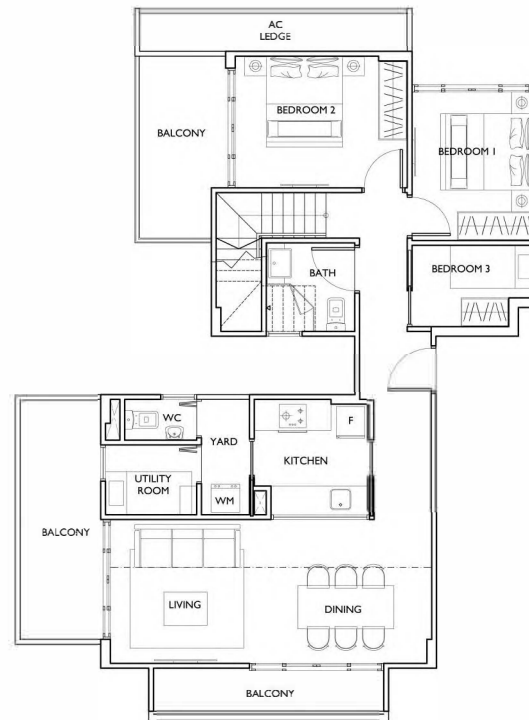 AC
LEDGE
BEDROOM 2
BALCONY
BEDROOM 1
BATH
BEDROOM 3
WC
YARD
F
KITCHEN
UTILITY
ROOM
WM
BALCONY
LIVING
DINING
BALCONY